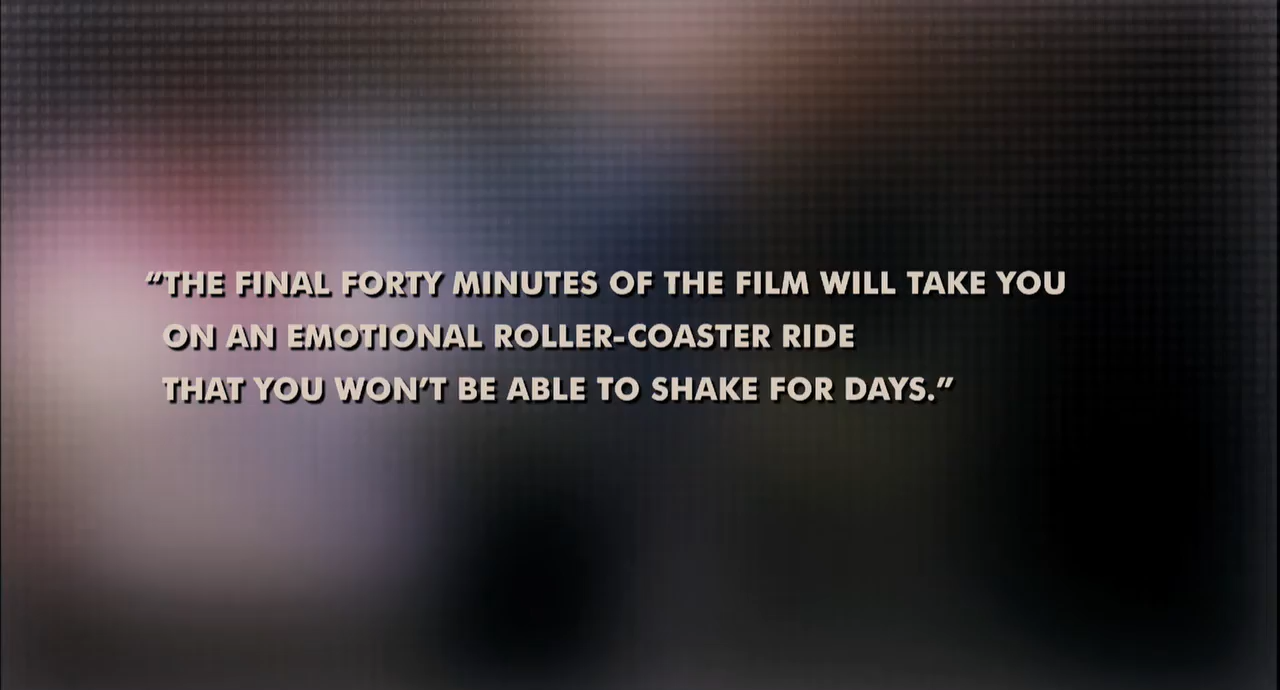 "THE FINAL FORTY MINUTES OF THE FILM WILL TAKE YOU
ON AN EMOTIONAL ROLLER-COASTER RIDE
THAT YOU WON'T BE ABLE TO SHAKE FOR DAYS."